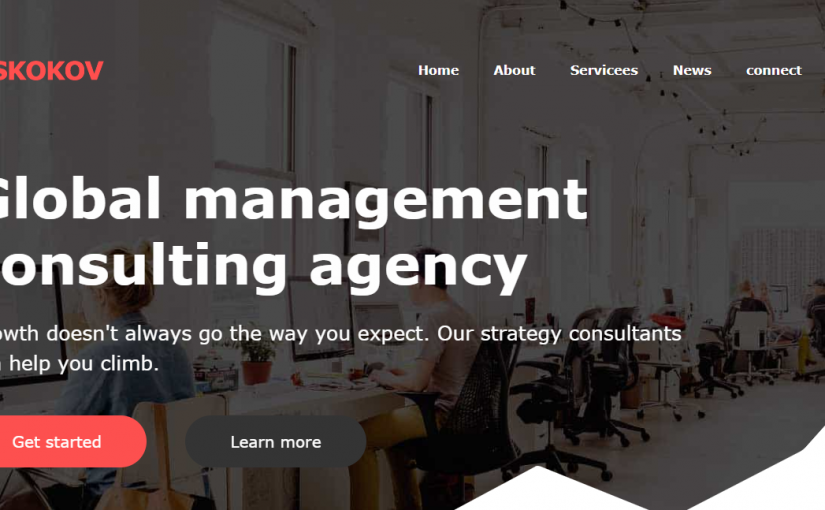 SKOKOV
Home About Servicees News connect
Global management
onsulting agency
owth doesn't always go the way you expect. Our strategy consultants
help you climb.
Get started Learn more